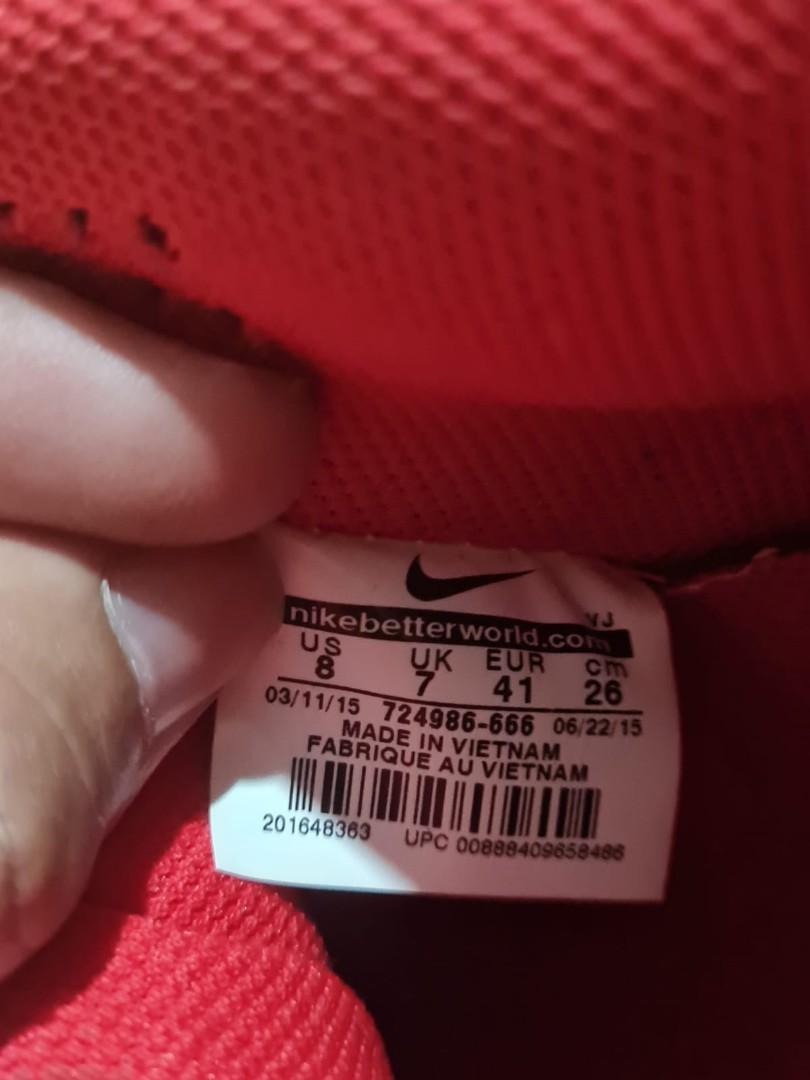 VJ
nikebetterworld.com
US UK EUR cm
8 7 41 26
03/11/15 724986-666 06/22/15
MADE IN VIETNAM
FABRIQUE AU VIETNAM
201648363 UPC 00888409658486